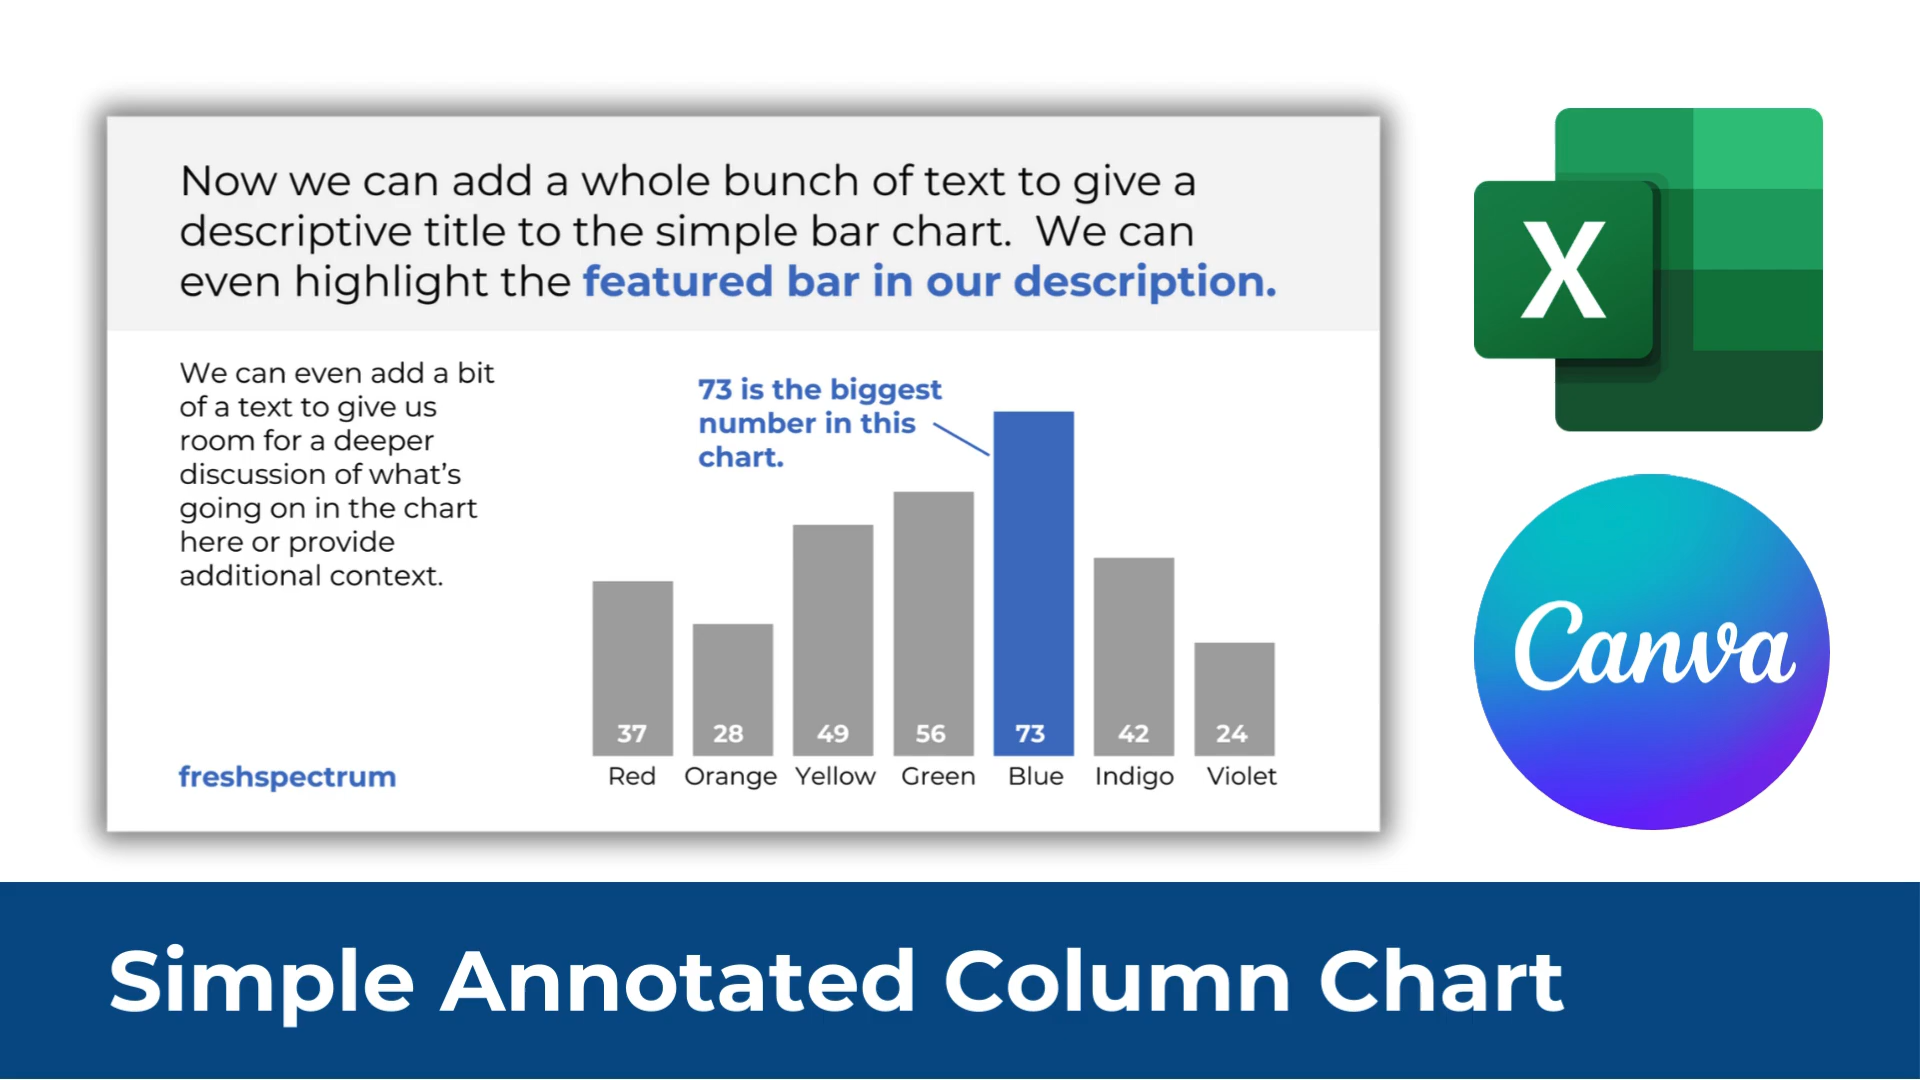 Now we can add a whole bunch of text to give a
descriptive title to the simple bar chart.  We can
even highlight the featured bar in our description.
We can even add a bit
of a text to give us
room for a deeper
discussion of what’s
going on in the chart
here or provide
additional context.
73 is the biggest
number in this
chart.
37 28 49 56 73 42 24
Red Orange Yellow Green Blue Indigo Violet
freshspectrum
X
Canva
Simple Annotated Column Chart